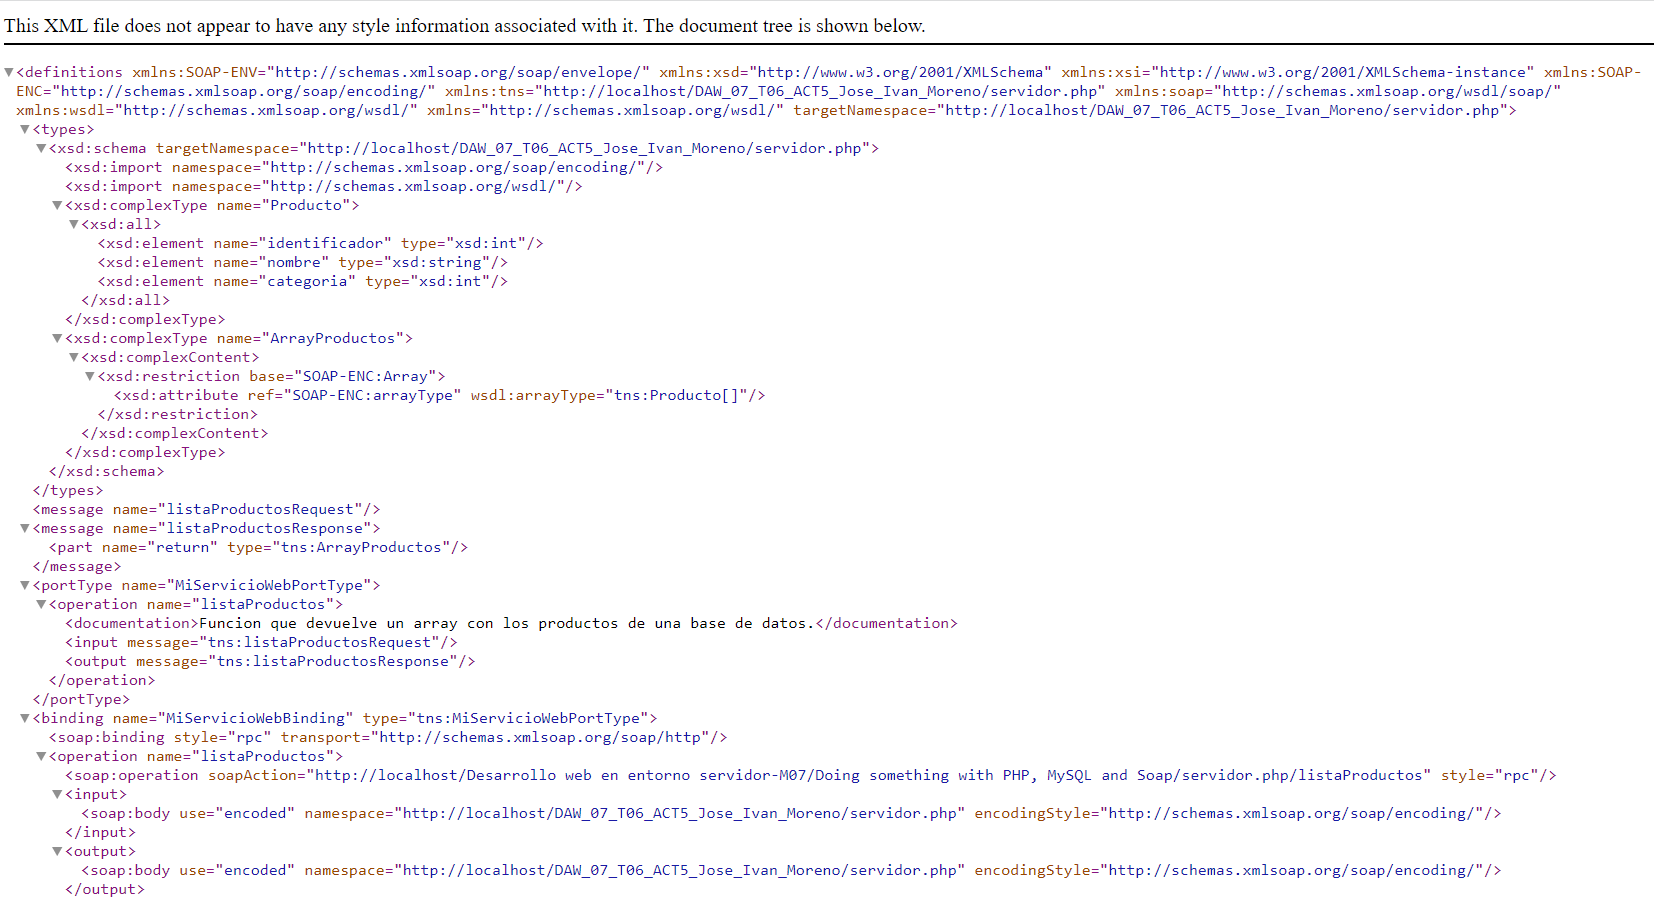 This XML file does not appear to have any style information associated with it. The document tree is shown below.
▼<definitions xmlns:SOAP-ENV="http://schemas.xmlsoap.org/soap/envelope/" xmlns:xsd="http://www.w3.org/2001/XMLSchema" xmlns:xsi="http://www.w3.org/2001/XMLSchema-instance" xmlns:SOAP-
ENC="http://schemas.xmlsoap.org/soap/encoding/" xmlns:tns="http://localhost/DAW_07_T06_ACT5_Jose_Ivan_Moreno/servidor.php" xmlns:soap="http://schemas.xmlsoap.org/wsdl/soap/"
xmlns:wsdl="http://schemas.xmlsoap.org/wsdl/" xmlns="http://schemas.xmlsoap.org/wsdl/" targetNamespace="http://localhost/DAW_07_T06_ACT5_Jose_Ivan_Moreno/servidor.php">
▼<types>
▼<xsd:schema targetNamespace="http://localhost/DAW_07_T06_ACT5_Jose_Ivan_Moreno/servidor.php">
<xsd:import namespace="http://schemas.xmlsoap.org/soap/encoding/"/>
<xsd:import namespace="http://schemas.xmlsoap.org/wsdl/"/>
▼<xsd:complexType name="Producto">
▼<xsd:all>
<xsd:element name="identificador" type="xsd:int"/>
<xsd:element name="nombre" type="xsd:string"/>
<xsd:element name="categoria" type="xsd:int"/>
</xsd:all>
</xsd:complexType>
▼<xsd:complexType name="ArrayProductos">
▼<xsd:complexContent>
▼<xsd:restriction base="SOAP-ENC:Array">
<xsd:attribute ref="SOAP-ENC:arrayType" wsdl:arrayType="tns:Producto[]"/>
</xsd:restriction>
</xsd:complexContent>
</xsd:complexType>
</xsd:schema>
</types>
<message name="listaProductosRequest"/>
▼<message name="listaProductosResponse">
<part name="return" type="tns:ArrayProductos"/>
</message>
▼<portType name="MiServicioWebPortType">
▼<operation name="listaProductos">
<documentation>Funcion que devuelve un array con los productos de una base de datos.</documentation>
<input message="tns:listaProductosRequest"/>
<output message="tns:listaProductosResponse"/>
</operation>
</portType>
▼<binding name="MiServicioWebBinding" type="tns:MiServicioWebPortType">
<soap:binding style="rpc" transport="http://schemas.xmlsoap.org/soap/http"/>
▼<operation name="listaProductos">
<soap:operation soapAction="http://localhost/Desarrollo web en entorno servidor-M07/Doing something with PHP, MySQL and Soap/servidor.php/listaProductos" style="rpc"/>
▼<input>
<soap:body use="encoded" namespace="http://localhost/DAW_07_T06_ACT5_Jose_Ivan_Moreno/servidor.php" encodingStyle="http://schemas.xmlsoap.org/soap/encoding/"/>
</input>
▼<output>
<soap:body use="encoded" namespace="http://localhost/DAW_07_T06_ACT5_Jose_Ivan_Moreno/servidor.php" encodingStyle="http://schemas.xmlsoap.org/soap/encoding/"/>
</output>